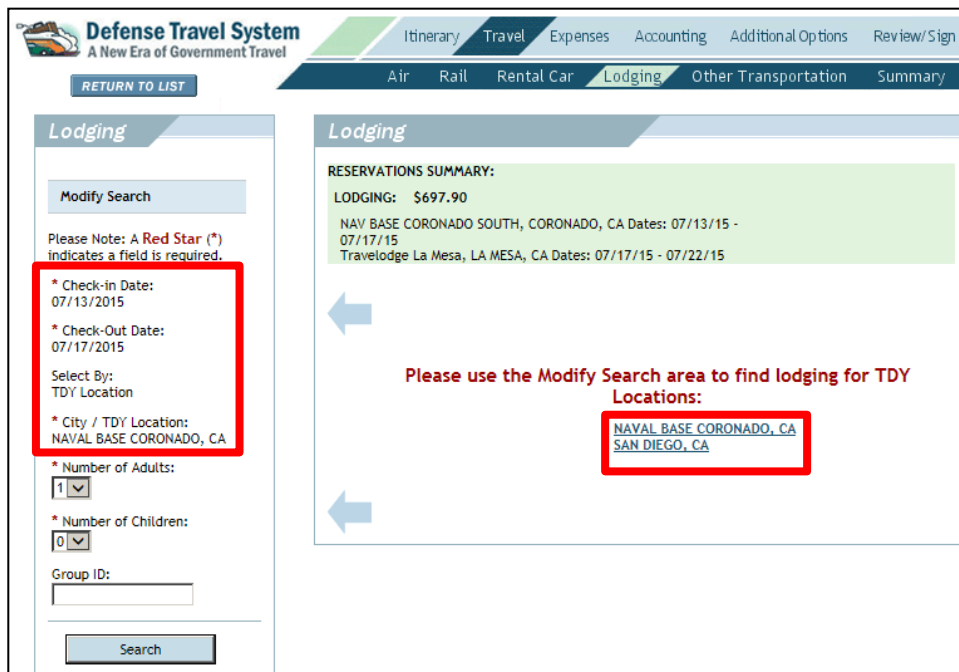 Defense Travel System
A New Era of Government Travel
Itinerary Travel Expenses Accounting Additional Options Review/Sign
RETURN TO LIST
Air Rail Rental Car Lodging Other Transportation Summary
Lodging
Modify Search
Please Note: A Red Star (*)
indicates a field is required.
* Check-in Date:
07/13/2015
* Check-Out Date:
07/17/2015
Select By:
TDY Location
* City / TDY Location:
NAVAL BASE CORONADO, CA
* Number of Adults:
1
* Number of Children:
0
Group ID:
Search
Lodging
RESERVATIONS SUMMARY:
LODGING: $697.90
NAV BASE CORONADO SOUTH, CORONADO, CA Dates: 07/13/15 -
07/17/15
Travelodge La Mesa, LA MESA, CA Dates: 07/17/15 - 07/22/15
Please use the Modify Search area to find lodging for TDY
Locations:
NAVAL BASE CORONADO, CA
SAN DIEGO, CA